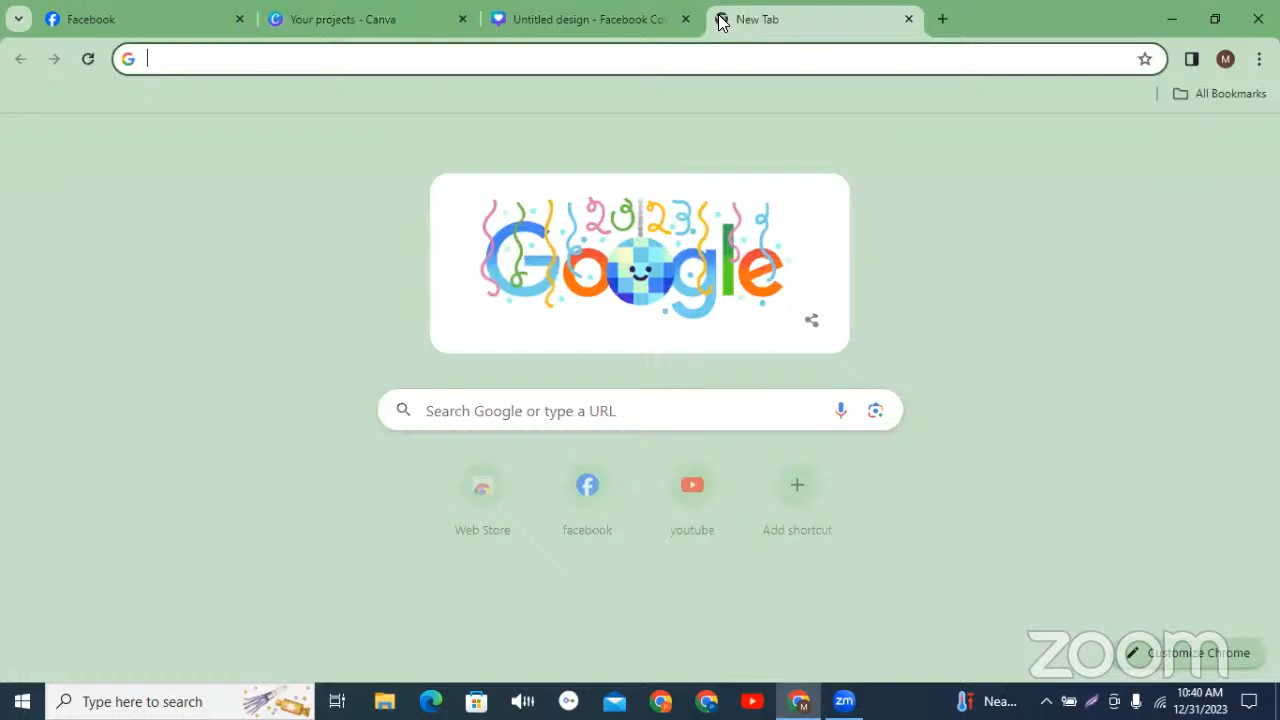 Facebook
Your projects - Canva
Untitled design - Facebook Co
New Tab
All Bookmarks
2023
Google
Search Google or type a URL
Web Store
facebook
youtube
Add shortcut
Customize Chrome
zoom
Type here to search
zm
Nea...
10:40 AM
12/31/2023
M
M